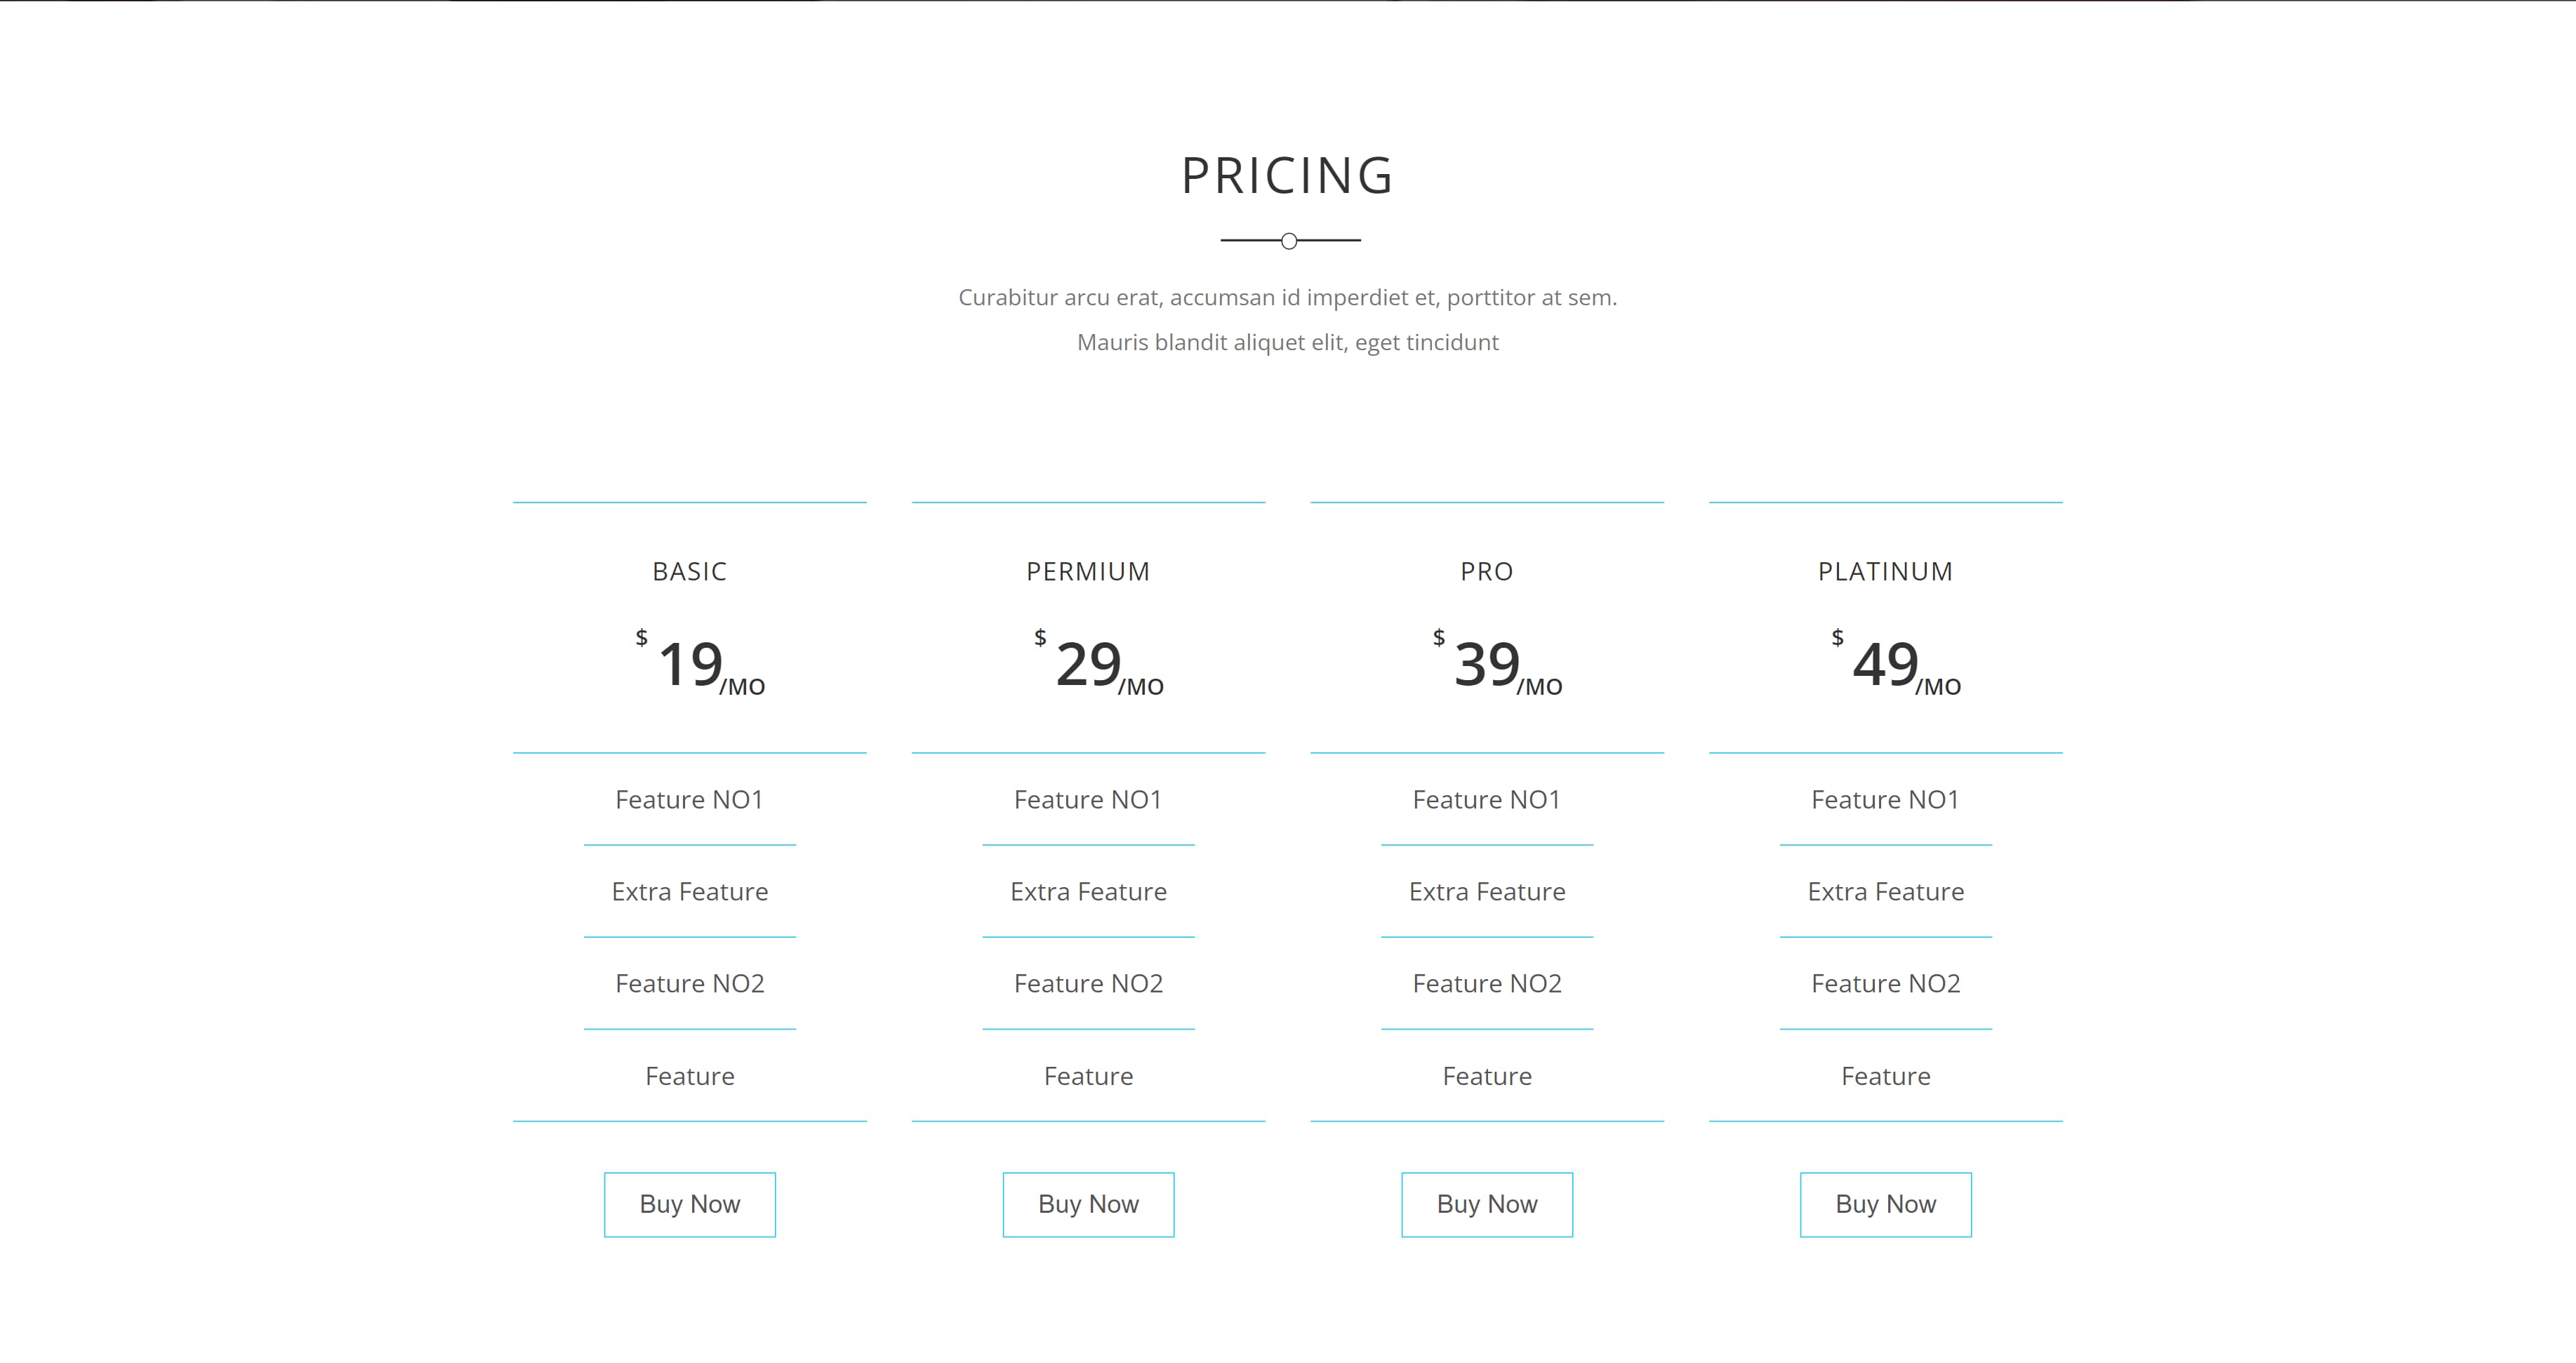 PRICING
Curabitur arcu erat, accumsan id imperdiet et, porttitor at sem.
Mauris blandit aliquet elit, eget tincidunt
BASIC
$ 19/MO
Feature NO1
Extra Feature
Feature NO2
Feature
Buy Now
PERMIUM
$ 29/MO
Feature NO1
Extra Feature
Feature NO2
Feature
Buy Now
PRO
$ 39/MO
Feature NO1
Extra Feature
Feature NO2
Feature
Buy Now
PLATINUM
$ 49/MO
Feature NO1
Extra Feature
Feature NO2
Feature
Buy Now